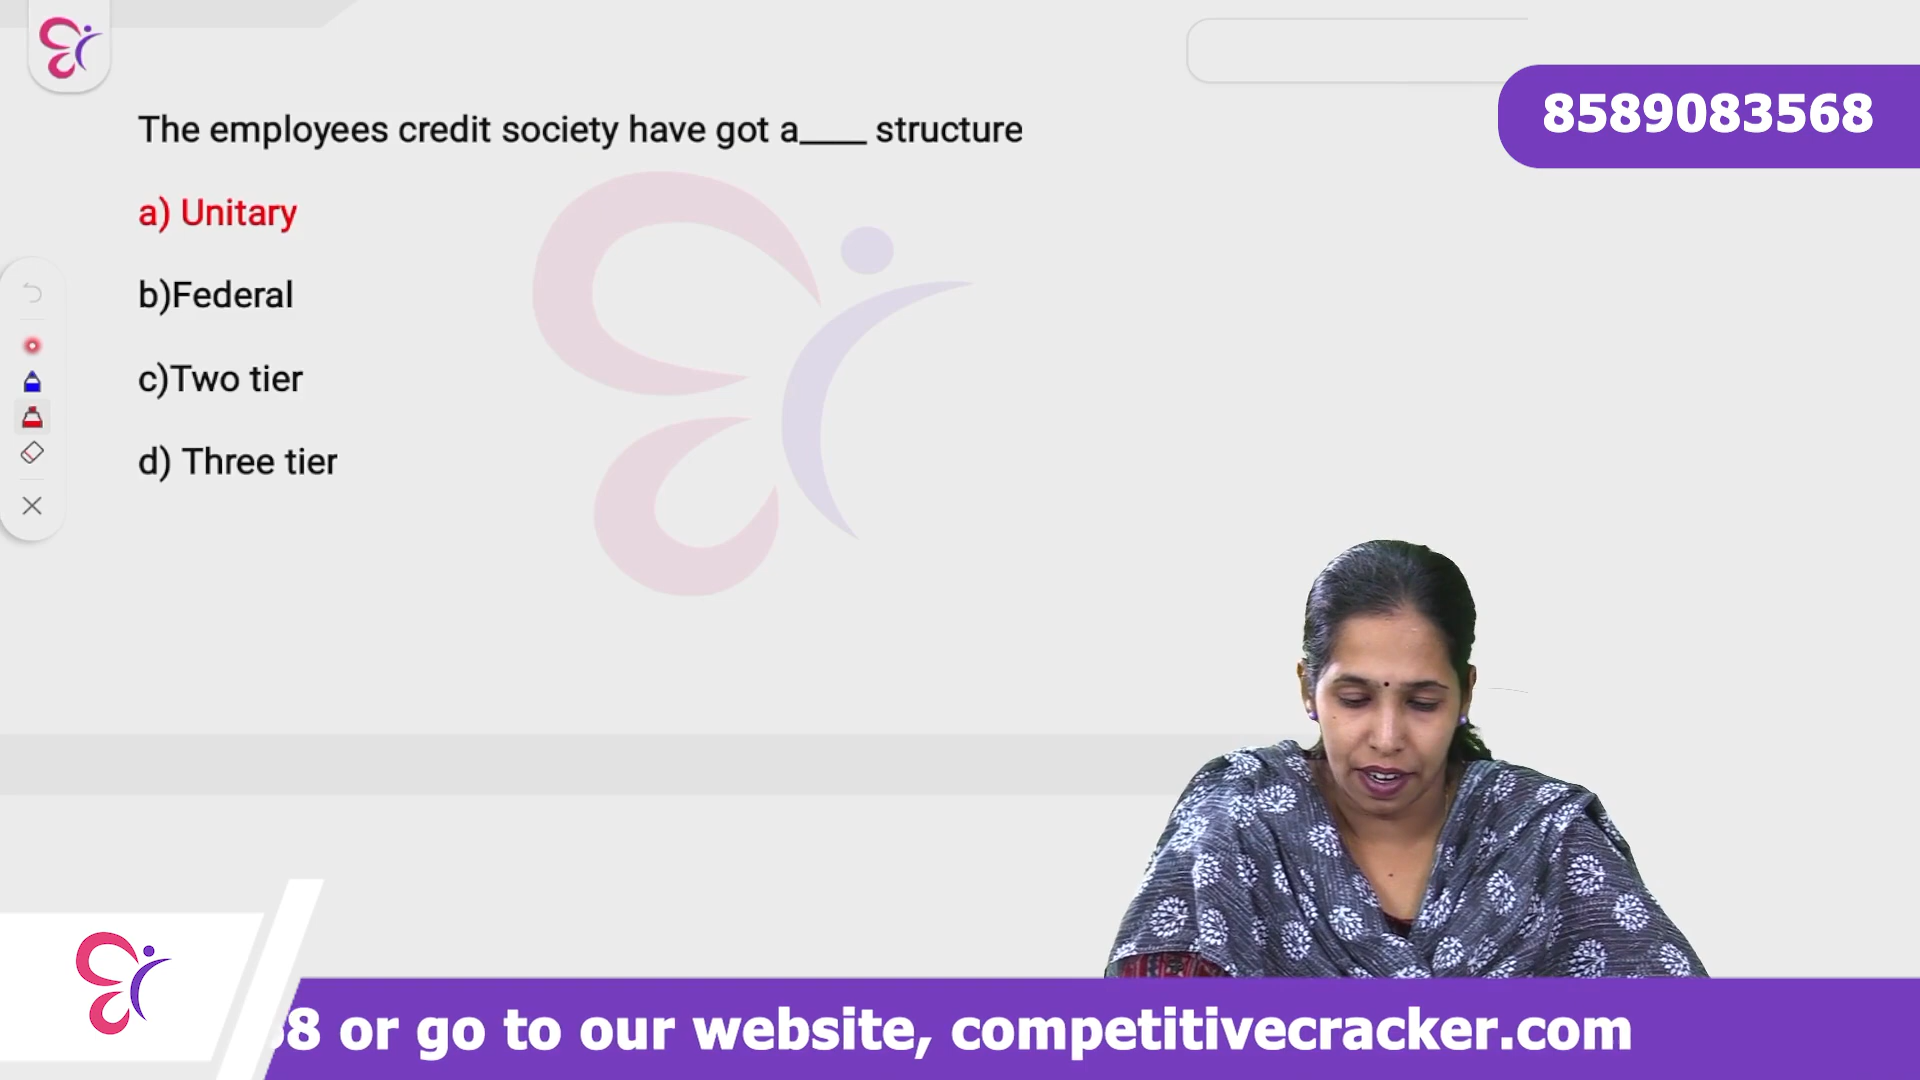 8589083568
The employees credit society have got a____ structure
a) Unitary
b)Federal
c)Two tier
d) Three tier
8 or go to our website, competitivecracker.com